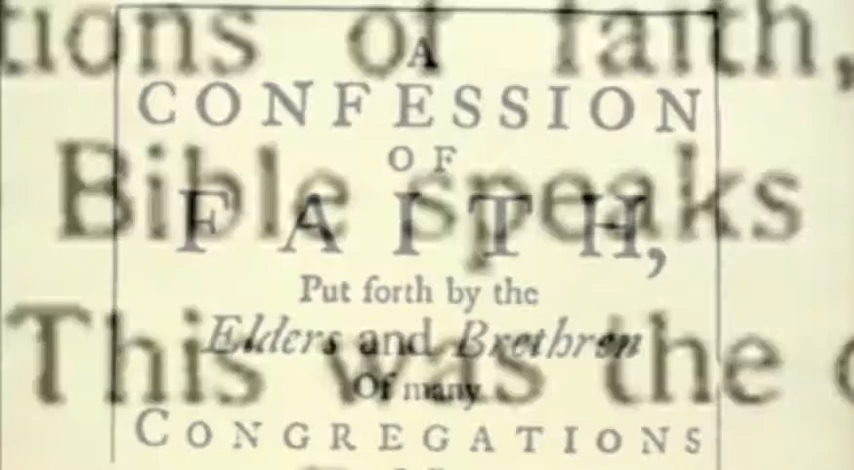 tions of faith,
A
CONFESSION
OF
Bible speaks
FAITH,
Put forth by the
Elders and Brethren
This was the
Of many
CONGREGATIONS